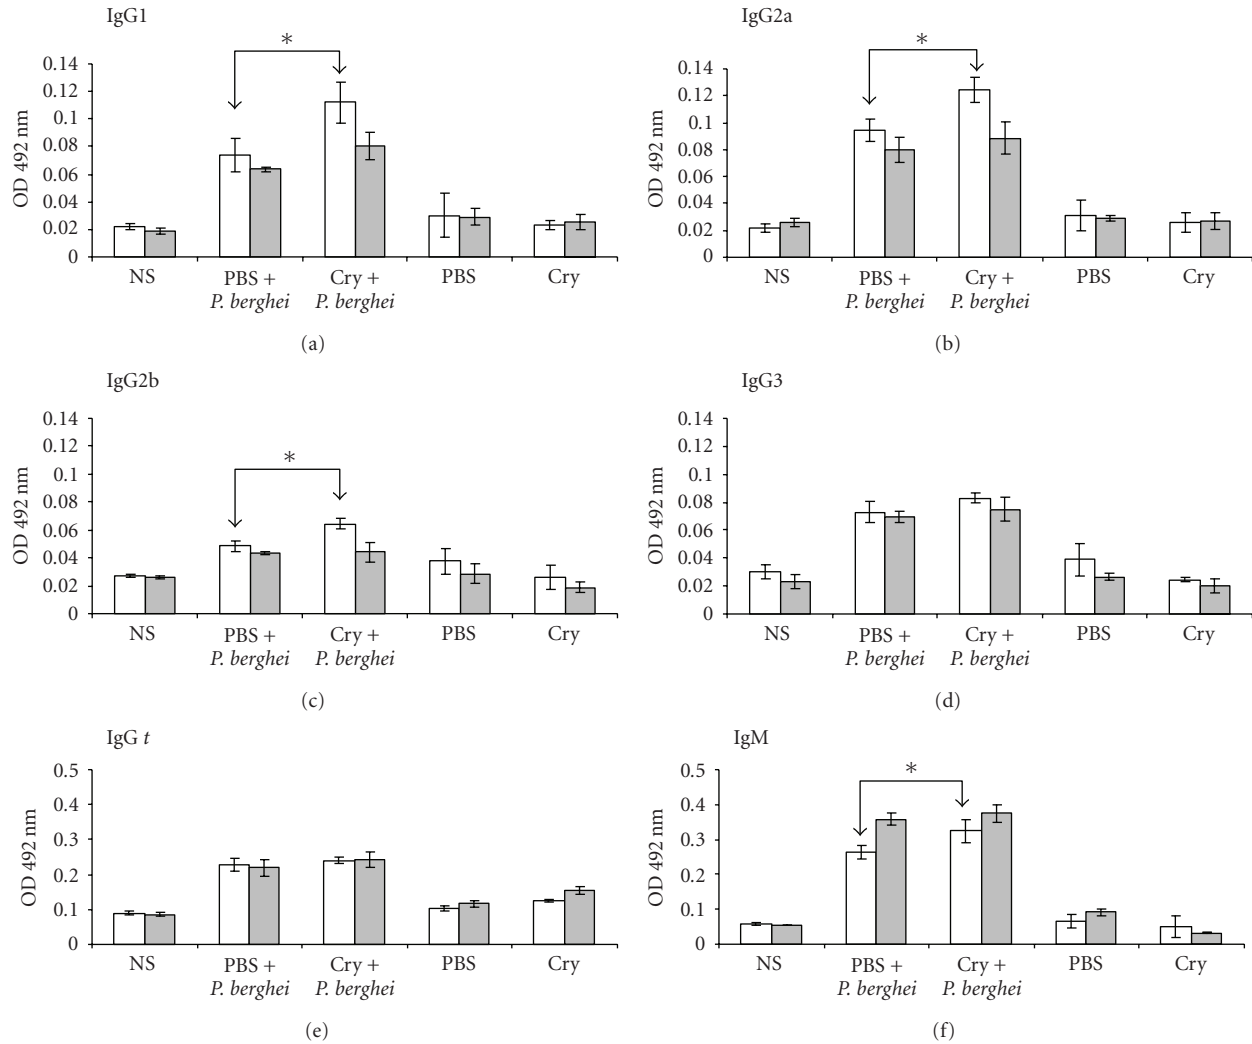 IgG1
*
OD 492 nm
0.14
0.12
0.1
0.08
0.06
0.04
0.02
0
NS
PBS +
P. berghei
Cry +
P. berghei
PBS
Cry
(a)
IgG2a
*
OD 492 nm
0.14
0.12
0.1
0.08
0.06
0.04
0.02
0
NS
PBS +
P. berghei
Cry +
P. berghei
PBS
Cry
(b)
IgG2b
*
OD 492 nm
0.14
0.12
0.1
0.08
0.06
0.04
0.02
0
NS
PBS +
P. berghei
Cry +
P. berghei
PBS
Cry
(c)
IgG3
OD 492 nm
0.14
0.12
0.1
0.08
0.06
0.04
0.02
0
NS
PBS +
P. berghei
Cry +
P. berghei
PBS
Cry
(d)
IgG t
OD 492 nm
0.5
0.4
0.3
0.2
0.1
0
NS
PBS +
P. berghei
Cry +
P. berghei
PBS
Cry
(e)
IgM
*
OD 492 nm
0.5
0.4
0.3
0.2
0.1
0
NS
PBS +
P. berghei
Cry +
P. berghei
PBS
Cry
(f)